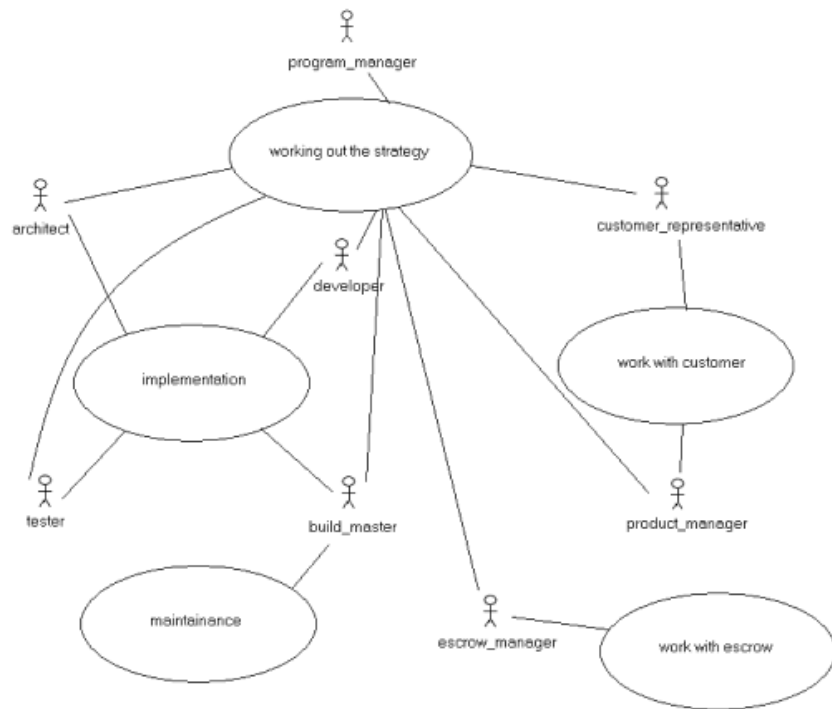 program_manager
working out the strategy
architect
customer_representative
developer
work with customer
implementation
tester
build_master
product_manager
maintainance
escrow_manager
work with escrow